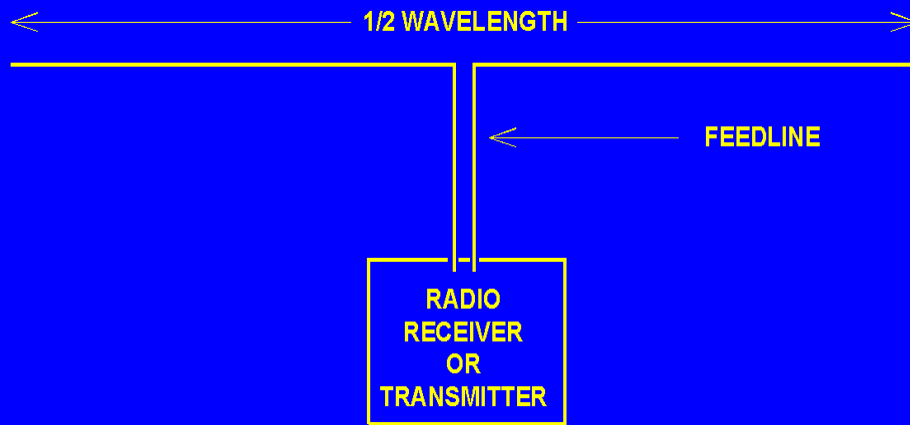 1/2 WAVELENGTH
FEEDLINE
RADIO
RECEIVER
OR
TRANSMITTER